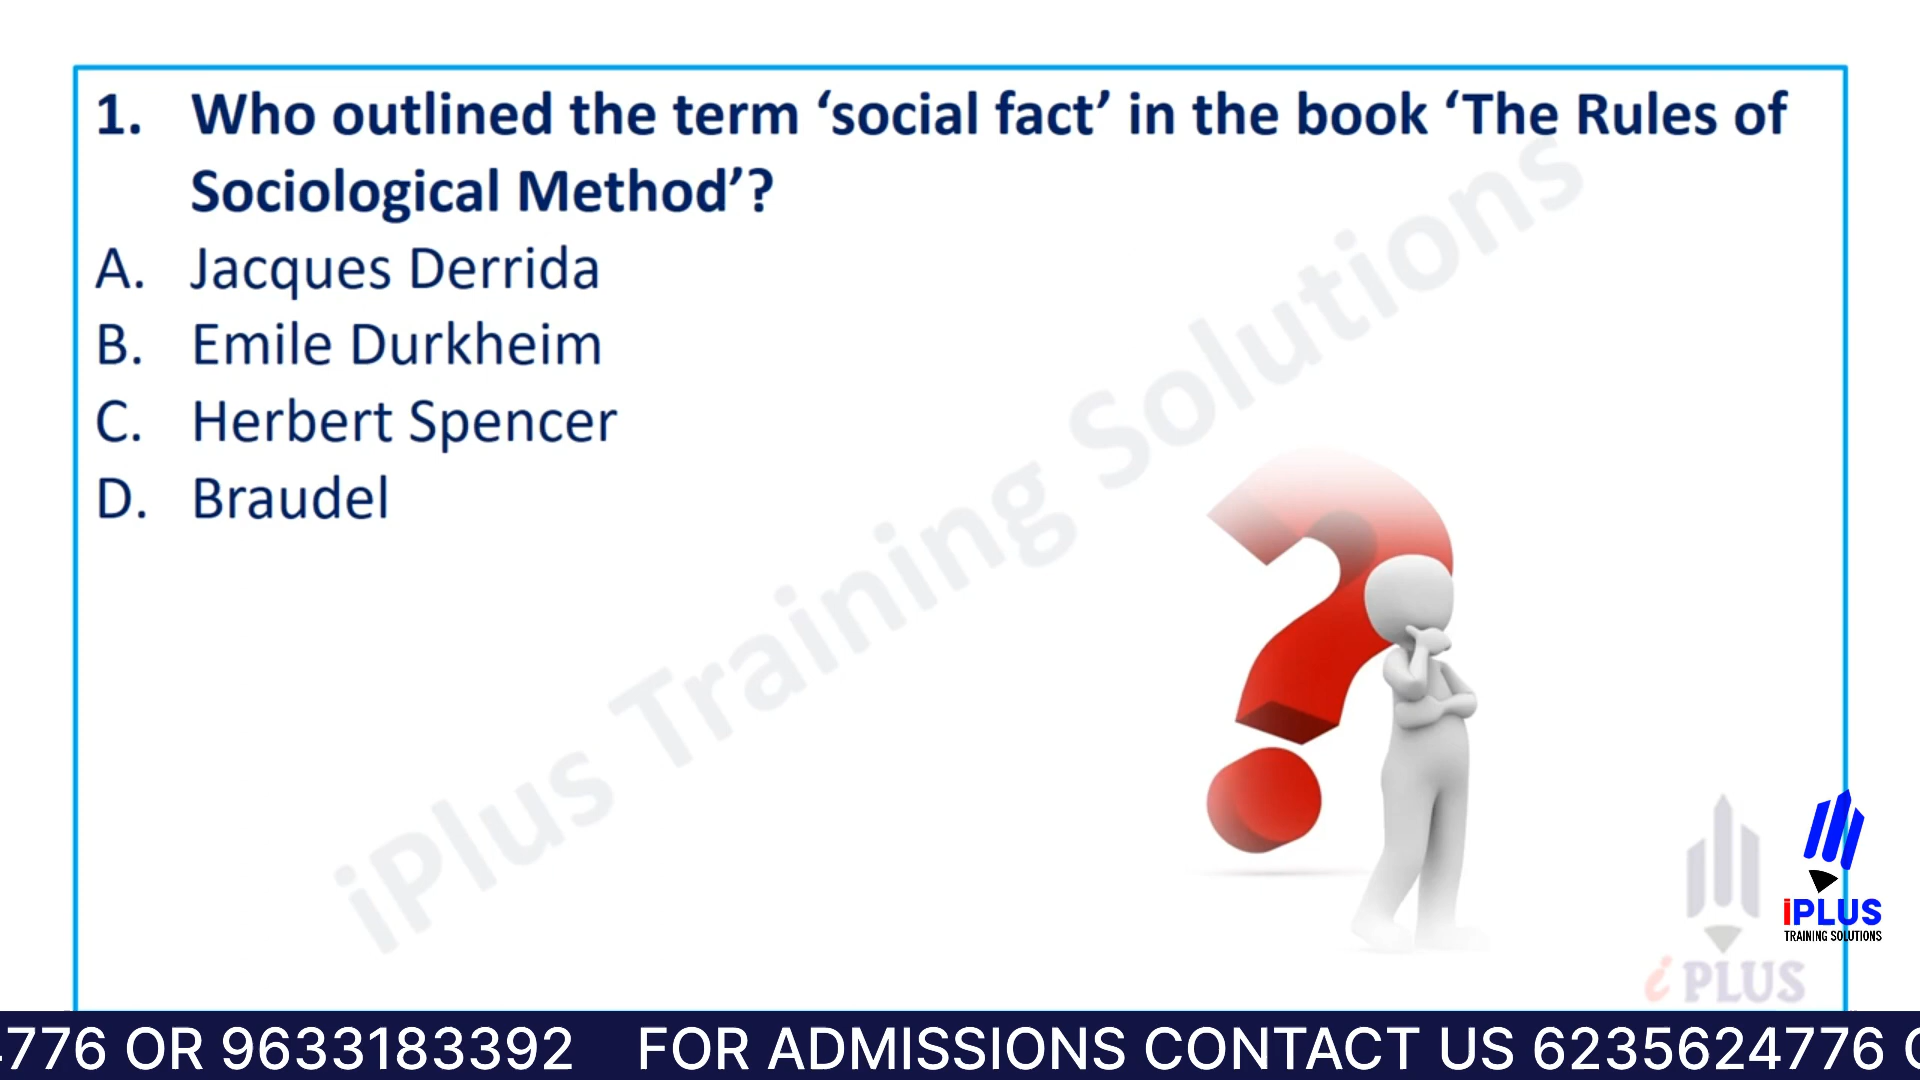 1. Who outlined the term ‘social fact’ in the book ‘The Rules of
Sociological Method’?
A. Jacques Derrida
B. Emile Durkheim
C. Herbert Spencer
D. Braudel
iPlus Training Solutions
iPLUS
TRAINING SOLUTIONS
i PLUS
776 OR 9633183392 FOR ADMISSIONS CONTACT US 6235624776